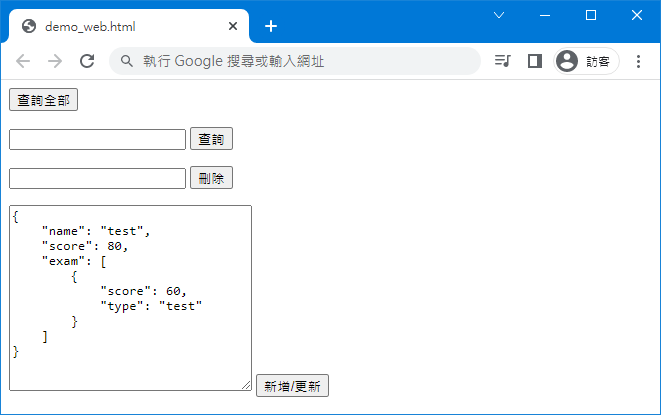 demo_web.html
執行 Google 搜尋或輸入網址
訪客
查詢全部
查詢
刪除
{
    "name": "test",
    "score": 80,
    "exam": [
        {
            "score": 60,
            "type": "test"
        }
    ]
}
新增/更新